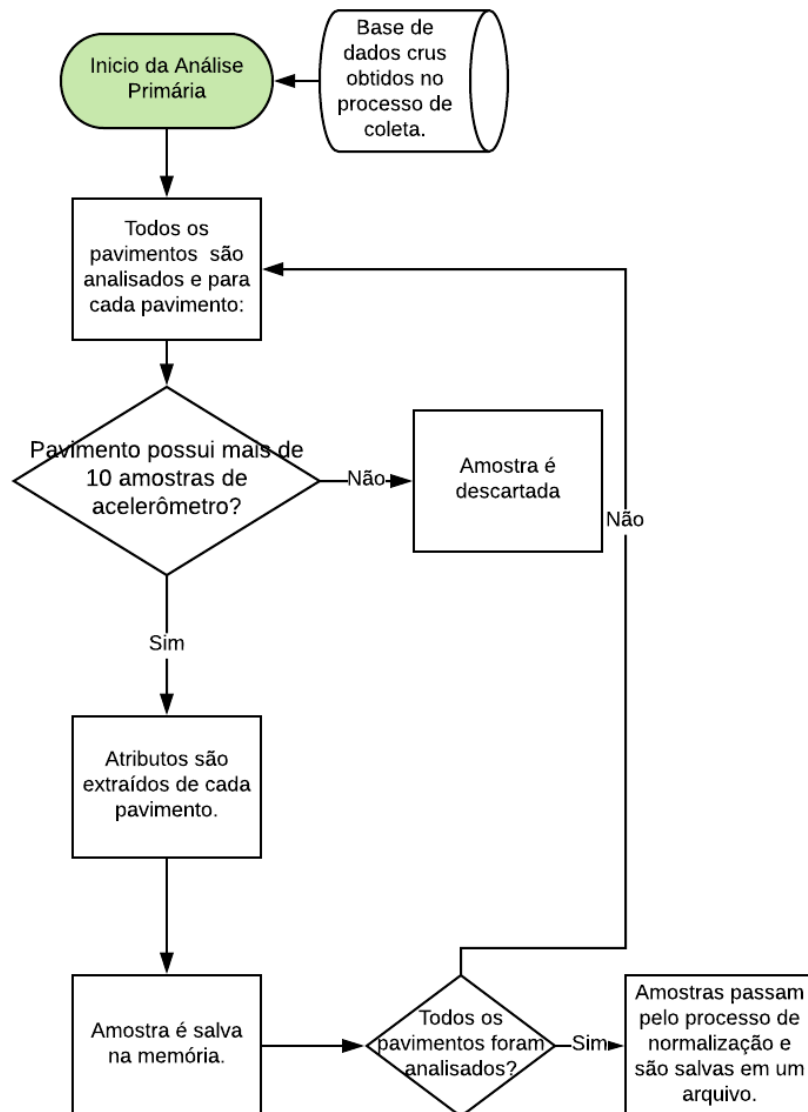 Inicio da Análise
Primária
Base de
dados crus
obtidos no
processo de
coleta.
Todos os
pavimentos são
analisados e para
cada pavimento:
Pavimento possui mais de
10 amostras de
acelerômetro?
Não
Amostra é
descartada
Não
Sim
Atributos são
extraídos de cada
pavimento.
Amostra é salva
na memória.
Todos os
pavimentos foram
analisados?
Sim
Amostras passam
pelo processo de
normalização e
são salvas em um
arquivo.